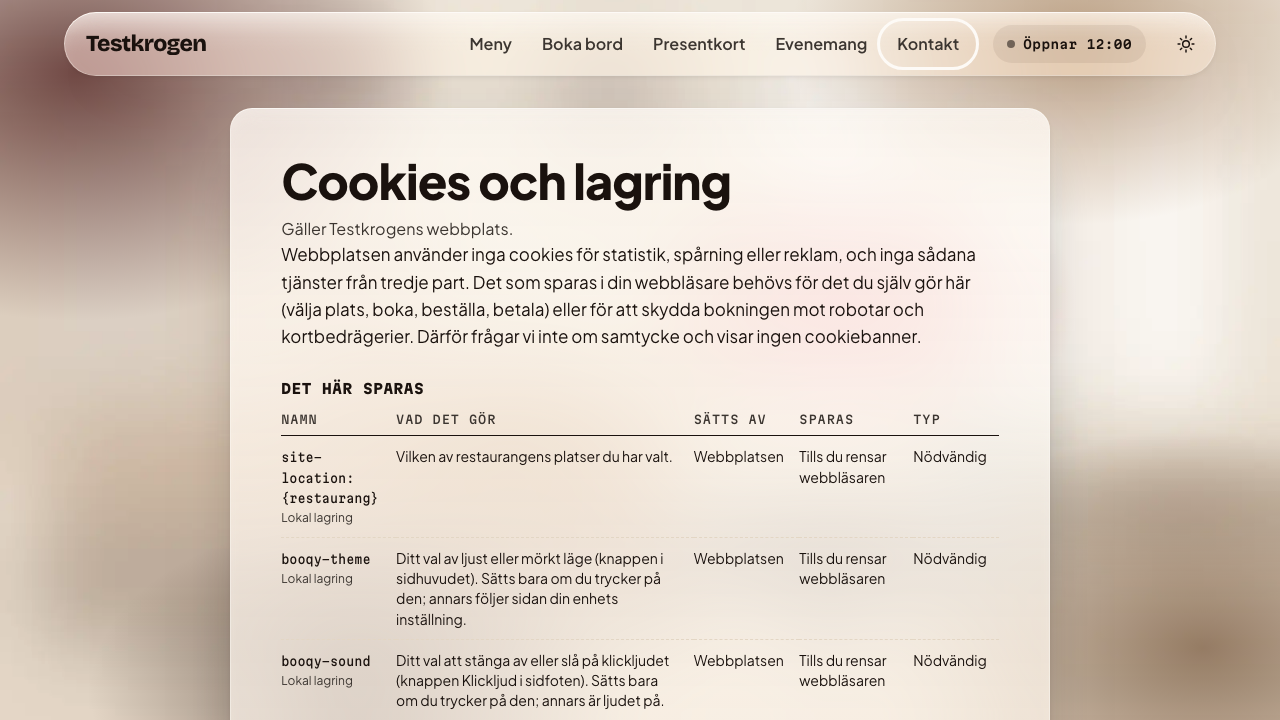 Testkrogen
Meny
Boka bord
Presentkort
Evenemang
Kontakt
Öppnar 12:00
Cookies och lagring
Gäller Testkrogens webbplats.
Webbplatsen använder inga cookies för statistik, spårning eller reklam, och inga sådana
tjänster från tredje part. Det som sparas i din webbläsare behövs för det du själv gör här
(välja plats, boka, beställa, betala) eller för att skydda bokningen mot robotar och
kortbedrägerier. Därför frågar vi inte om samtycke och visar ingen cookiebanner.
DET HÄR SPARAS
NAMN VAD DET GÖR SÄTTS AV SPARAS TYP
site- Vilken av restaurangens platser du har valt. Webbplatsen Tills du rensar Nödvändig
location: webbläsaren
{restaurang}
Lokal lagring
booqy-theme Ditt val av ljust eller mörkt läge (knappen i Webbplatsen Tills du rensar Nödvändig
Lokal lagring sidhuvudet). Sätts bara om du trycker på webbläsaren
den; annars följer sidan din enhets
inställning.
booqy-sound Ditt val att stänga av eller slå på klickljudet Webbplatsen Tills du rensar Nödvändig
Lokal lagring (knappen Klickljud i sidfoten). Sätts bara webbläsaren
om du trycker på den; annars är ljudet på.